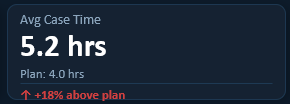 Avg Case Time
5.2 hrs
Plan: 4.0 hrs
↑ +18% above plan